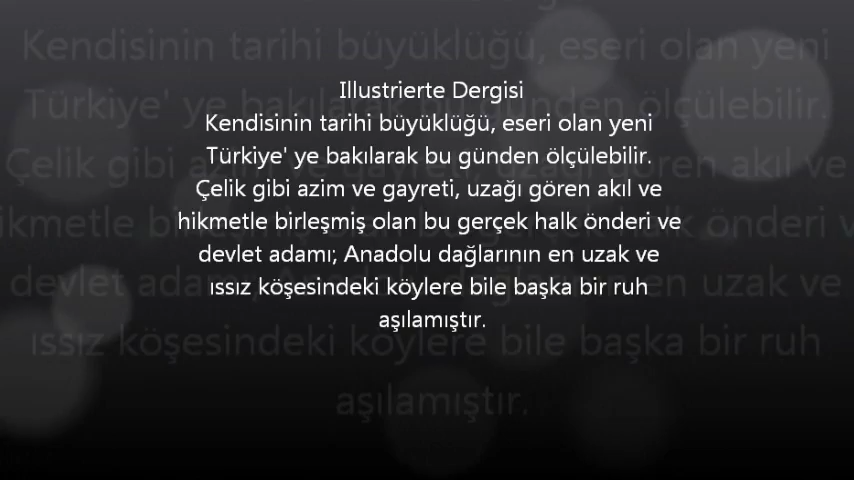 Illustrierte Dergisi
Kendisinin tarihi büyüklüğü, eseri olan yeni
Türkiye' ye bakılarak bu günden ölçülebilir.
Çelik gibi azim ve gayreti, uzağı gören akıl ve
hikmetle birleşmiş olan bu gerçek halk önderi ve
devlet adamı; Anadolu dağlarının en uzak ve
ıssız köşesindeki köylere bile başka bir ruh
aşılamıştır.